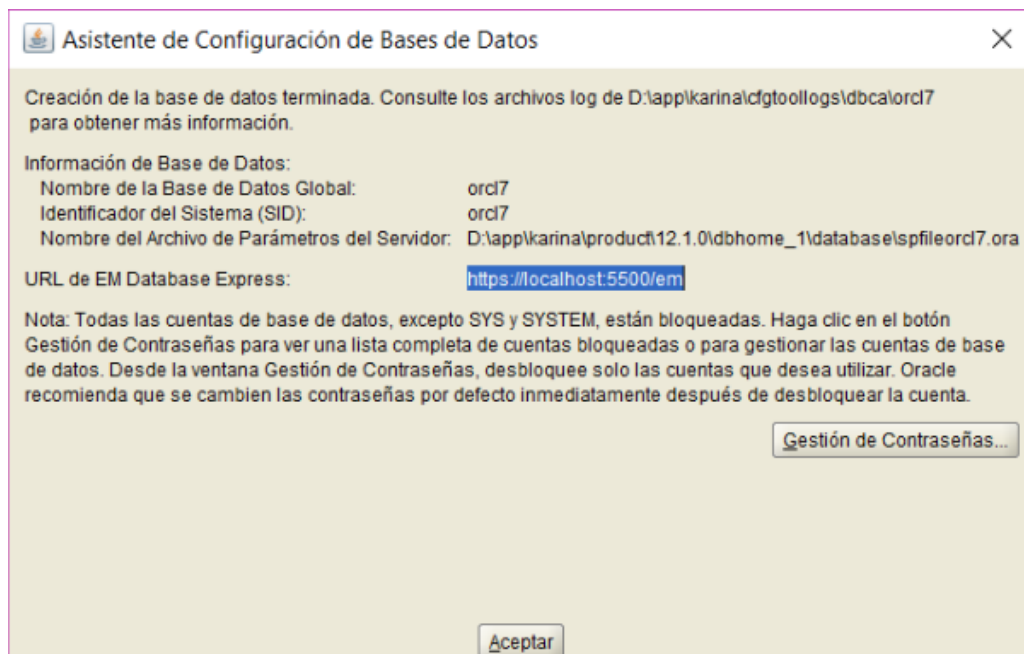 Asistente de Configuración de Bases de Datos
Creación de la base de datos terminada. Consulte los archivos log de D:\app\karina\cfgtoollogs\dbca\orcl7
para obtener más información.
Información de Base de Datos:
Nombre de la Base de Datos Global: orcl7
Identificador del Sistema (SID): orcl7
Nombre del Archivo de Parámetros del Servidor: D:\app\karina\product\12.1.0\dbhome_1\database\spfileorcl7.ora
URL de EM Database Express: https://localhost:5500/em
Nota: Todas las cuentas de base de datos, excepto SYS y SYSTEM, están bloqueadas. Haga clic en el botón
Gestión de Contraseñas para ver una lista completa de cuentas bloqueadas o para gestionar las cuentas de base
de datos. Desde la ventana Gestión de Contraseñas, desbloquee solo las cuentas que desea utilizar. Oracle
recomienda que se cambien las contraseñas por defecto inmediatamente después de desbloquear la cuenta.
Gestión de Contraseñas...
Aceptar